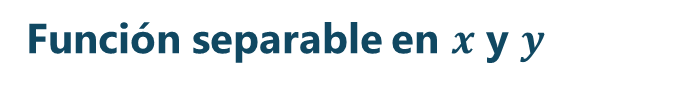 Función separable en x y y